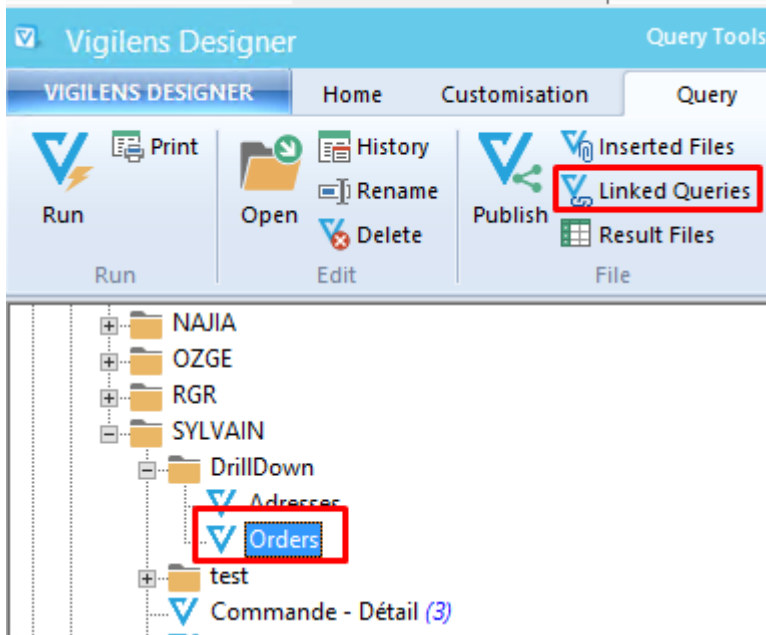 Vigilens Designer
Query Tools
VIGILENS DESIGNER
Home
Customisation
Query
Run
Print
Open
History
Rename
Delete
Publish
Inserted Files
Linked Queries
Result Files
Run
Edit
File
NAJIA
OZGE
RGR
SYLVAIN
DrillDown
Adresses
Orders
test
Commande - Détail (3)